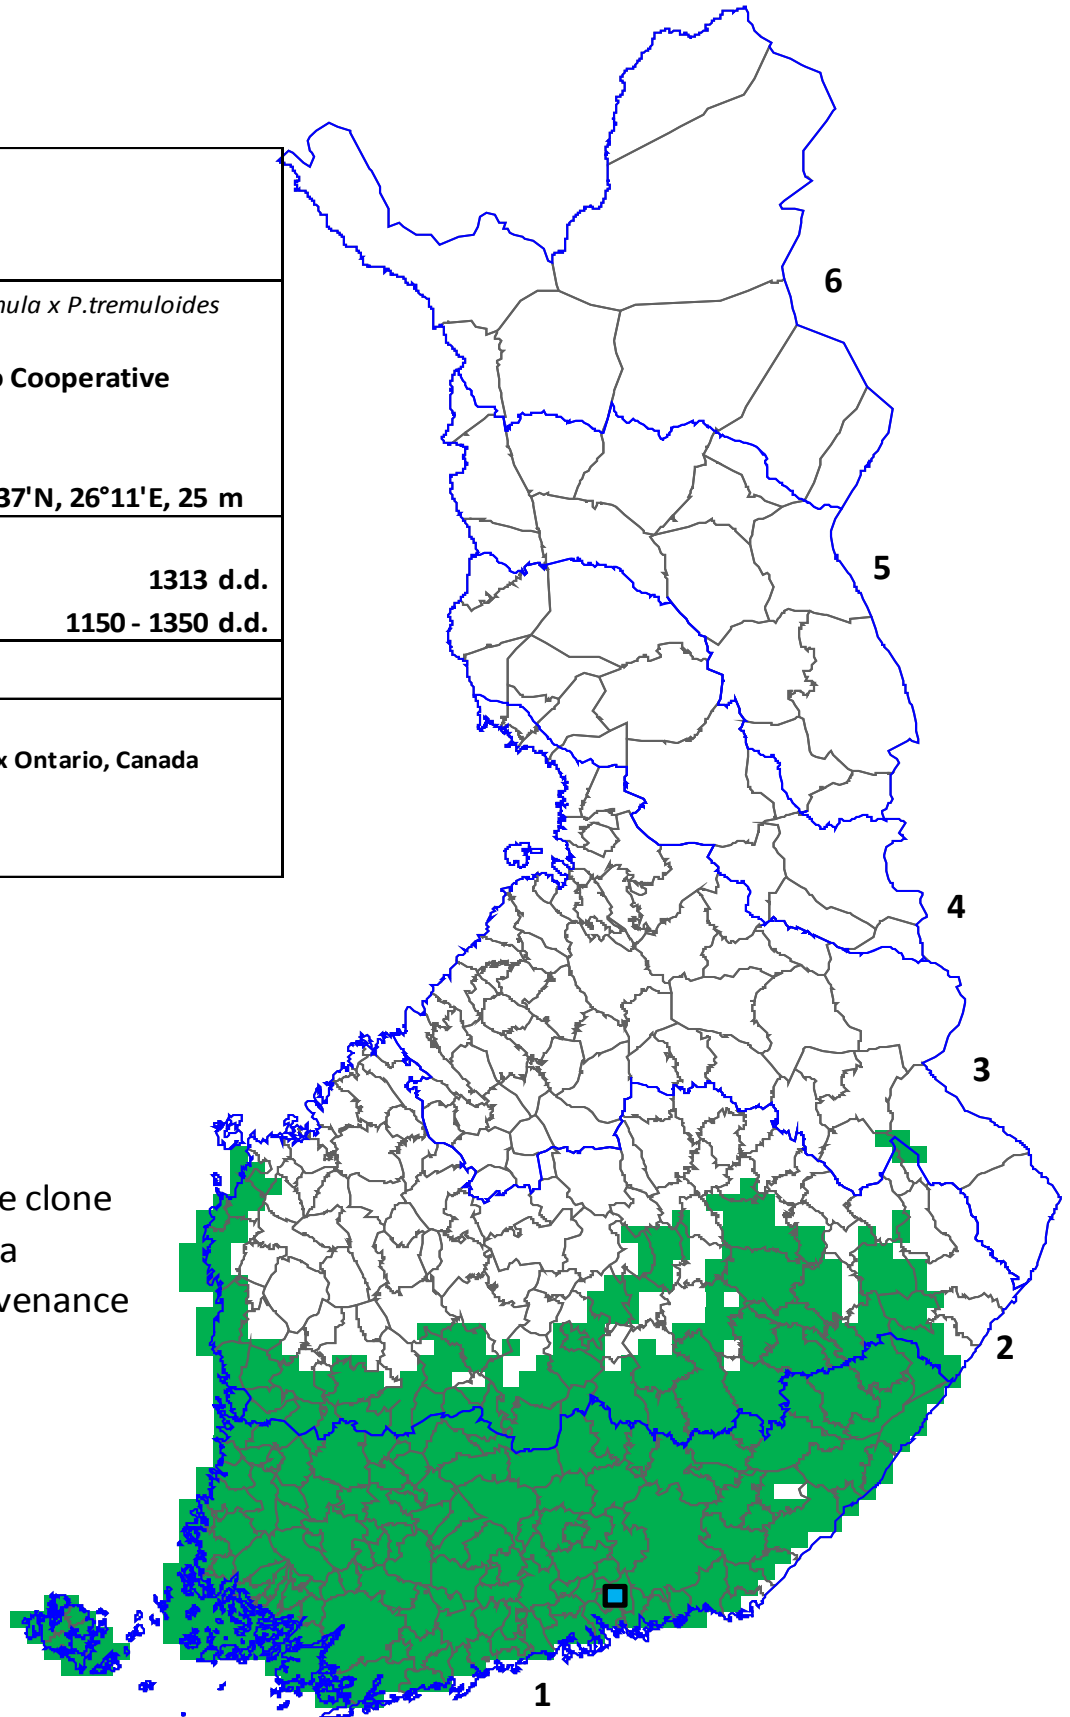 nula x P.tremuloides
o Cooperative
37'N, 26°11'E, 25 m
1313 d.d.
1150 - 1350 d.d.
x Ontario, Canada
e clone
a
venance
6
5
4
3
2
1